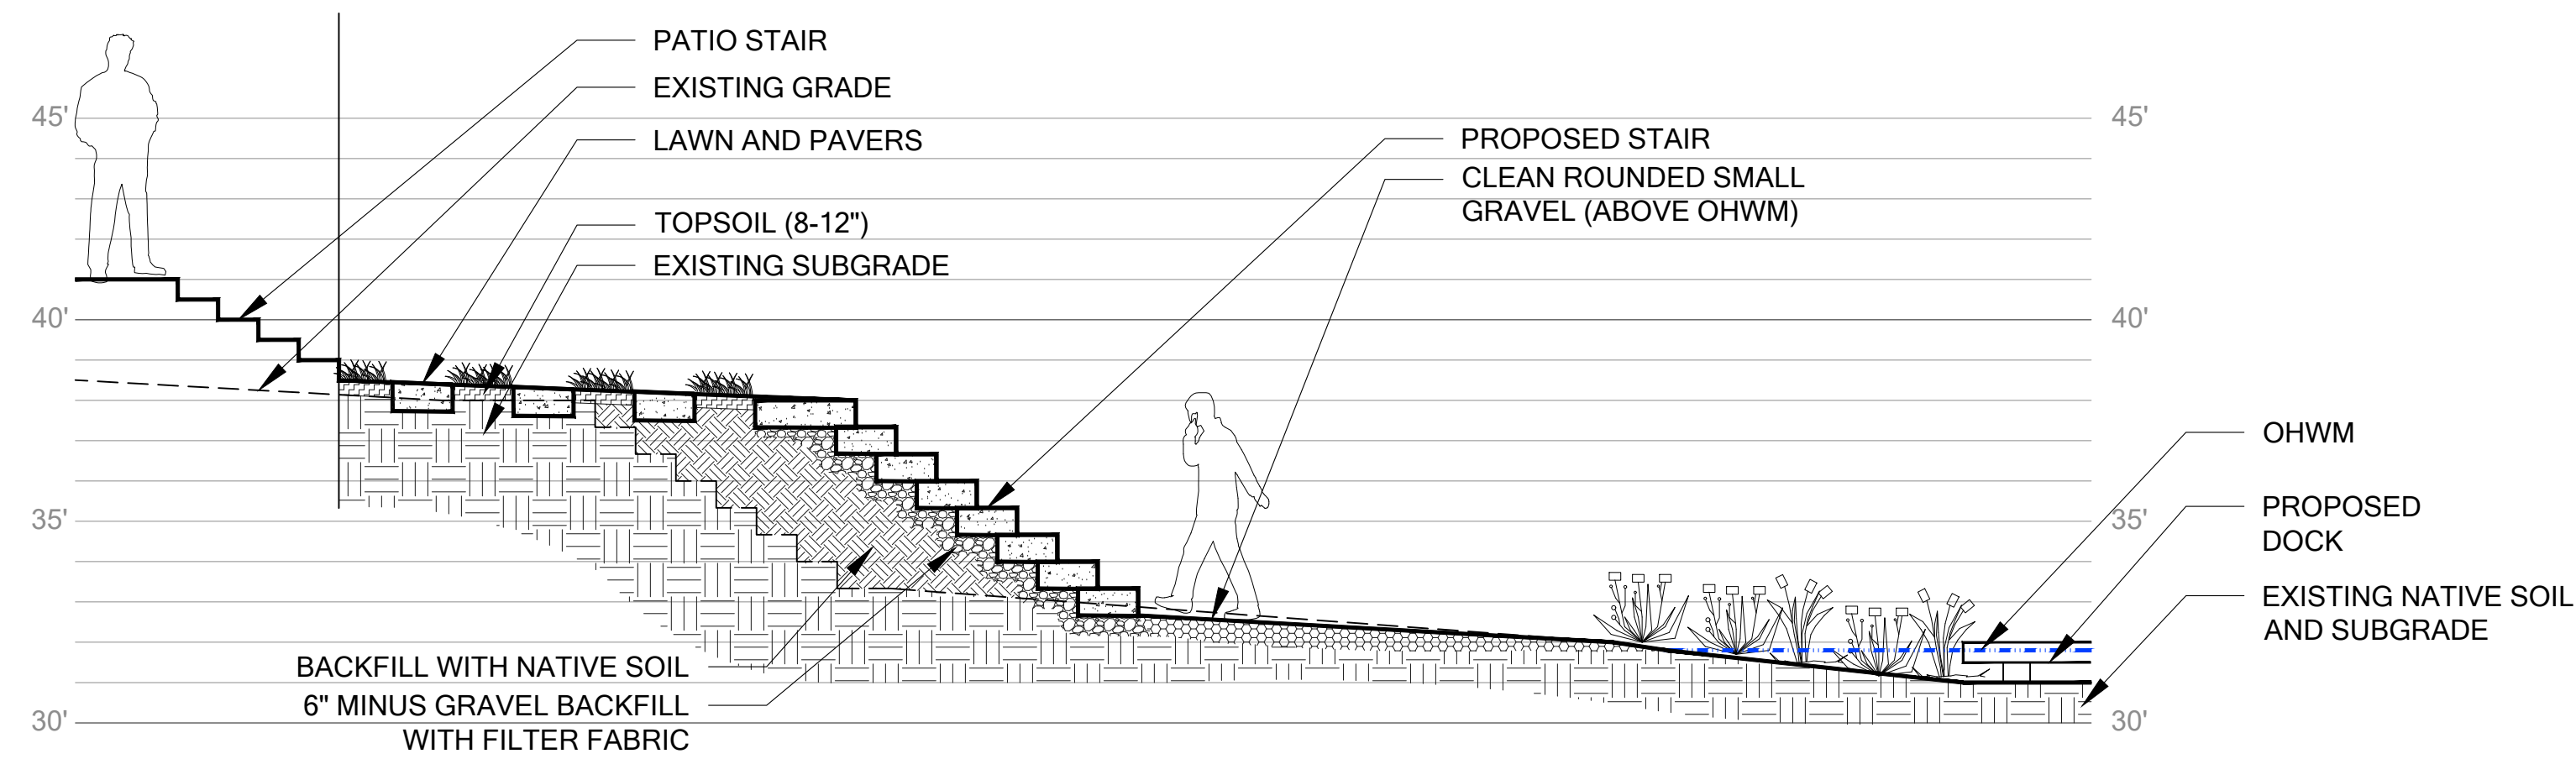 PATIO STAIR
EXISTING GRADE
45' 45'
LAWN AND PAVERS
PROPOSED STAIR
CLEAN ROUNDED SMALL
GRAVEL (ABOVE OHWM)
TOPSOIL (8-12")
EXISTING SUBGRADE
40' 40'
OHWM
35' 35'
PROPOSED
DOCK
EXISTING NATIVE SOIL
AND SUBGRADE
BACKFILL WITH NATIVE SOIL
6" MINUS GRAVEL BACKFILL
WITH FILTER FABRIC
30' 30'